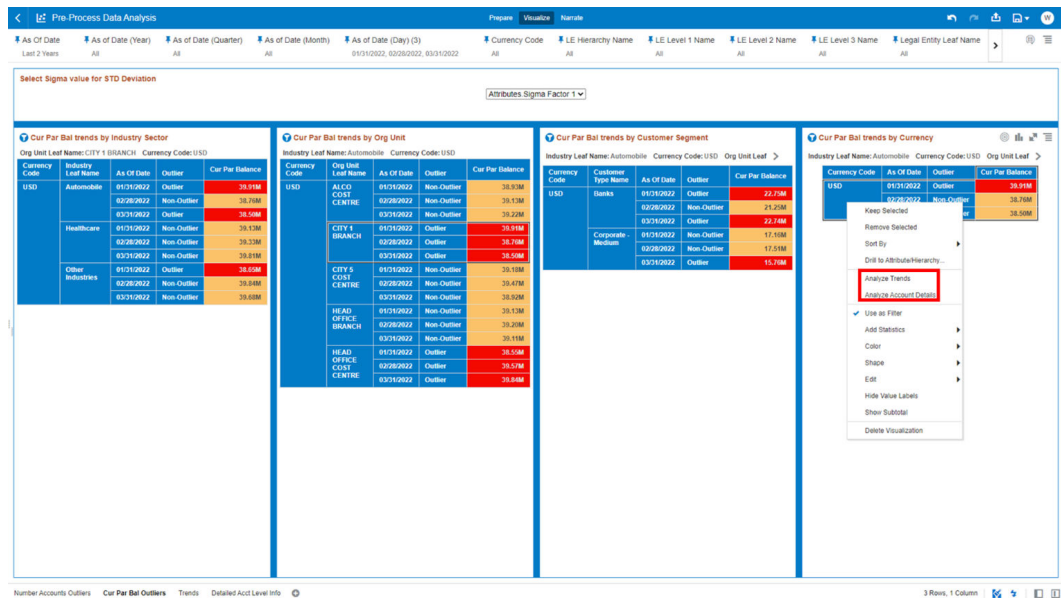 Pre-Process Data Analysis
Prepare Visualize Narrate
W
As Of Date As of Date (Year) As of Date (Quarter) As of Date (Month) As of Date (Day) (3) Currency Code LE Hierarchy Name LE Level 1 Name LE Level 2 Name LE Level 3 Name Legal Entity Leaf Name
Last 2 Years All All All 01/31/2022, 02/28/2022, 03/31/2022 All All All All All All
Select Sigma value for STD Deviation
Attributes.Sigma Factor 1
Cur Par Bal trends by Industry Sector
Org Unit Leaf Name: CITY 1 BRANCH Currency Code: USD
Currency Code Industry Leaf Name As Of Date Outlier Cur Par Balance
USD Automobile 01/31/2022 Outlier 39.91M
02/28/2022 Non-Outlier 38.76M
03/31/2022 Outlier 38.50M
Healthcare 01/31/2022 Non-Outlier 39.13M
02/28/2022 Non-Outlier 39.33M
03/31/2022 Non-Outlier 39.81M
Other Industries 01/31/2022 Outlier 38.65M
02/28/2022 Non-Outlier 39.84M
03/31/2022 Non-Outlier 39.68M
Cur Par Bal trends by Org Unit
Industry Leaf Name: Automobile Currency Code: USD
Currency Code Org Unit Leaf Name As Of Date Outlier Cur Par Balance
USD ALCO COST CENTRE 01/31/2022 Non-Outlier 38.93M
02/28/2022 Non-Outlier 39.13M
03/31/2022 Non-Outlier 39.22M
CITY 1 BRANCH 01/31/2022 Outlier 39.91M
02/28/2022 Outlier 38.76M
03/31/2022 Outlier 38.50M
CITY 5 COST CENTRE 01/31/2022 Non-Outlier 39.18M
02/28/2022 Non-Outlier 39.47M
03/31/2022 Non-Outlier 38.92M
HEAD OFFICE BRANCH 01/31/2022 Non-Outlier 39.13M
02/28/2022 Non-Outlier 39.20M
03/31/2022 Non-Outlier 39.11M
HEAD OFFICE COST CENTRE 01/31/2022 Outlier 38.55M
02/28/2022 Outlier 39.57M
03/31/2022 Outlier 39.84M
Cur Par Bal trends by Customer Segment
Industry Leaf Name: Automobile Currency Code: USD Org Unit Leaf
Currency Code Customer Type Name As Of Date Outlier Cur Par Balance
USD Banks 01/31/2022 Outlier 22.75M
02/28/2022 Non-Outlier 21.25M
03/31/2022 Outlier 22.74M
Corporate - Medium 01/31/2022 Non-Outlier 17.16M
02/28/2022 Non-Outlier 17.51M
03/31/2022 Outlier 15.76M
Cur Par Bal trends by Currency
Industry Leaf Name: Automobile Currency Code: USD Org Unit Leaf
Currency Code As Of Date Outlier Cur Par Balance
USD 01/31/2022 Outlier 39.91M
02/28/2022 Non-Outlier 38.76M
38.50M
Keep Selected
Remove Selected
Sort By
Drill to Attribute/Hierarchy...
Analyze Trends
Analyze Account Details
Use as Filter
Add Statistics
Color
Shape
Edit
Hide Value Labels
Show Subtotal
Delete Visualization
Number Accounts Outliers Cur Par Bal Outliers Trends Detailed Acct Level Info
3 Rows, 1 Column